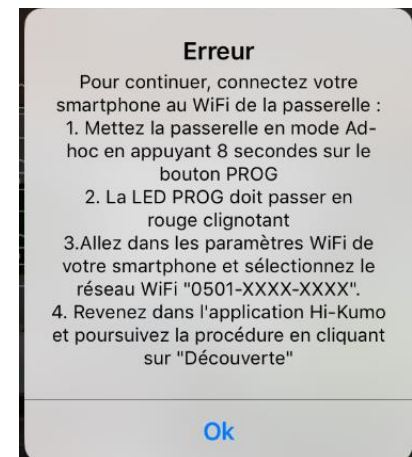 Erreur
Pour continuer, connectez votre
smartphone au WiFi de la passerelle :
1. Mettez la passerelle en mode Ad-
hoc en appuyant 8 secondes sur le
bouton PROG
2. La LED PROG doit passer en
rouge clignotant
3.Allez dans les paramètres WiFi de
votre smartphone et sélectionnez le
réseau WiFi "0501-XXXX-XXXX".
4. Revenez dans l'application Hi-Kumo
et poursuivez la procédure en cliquant
sur "Découverte"
Ok